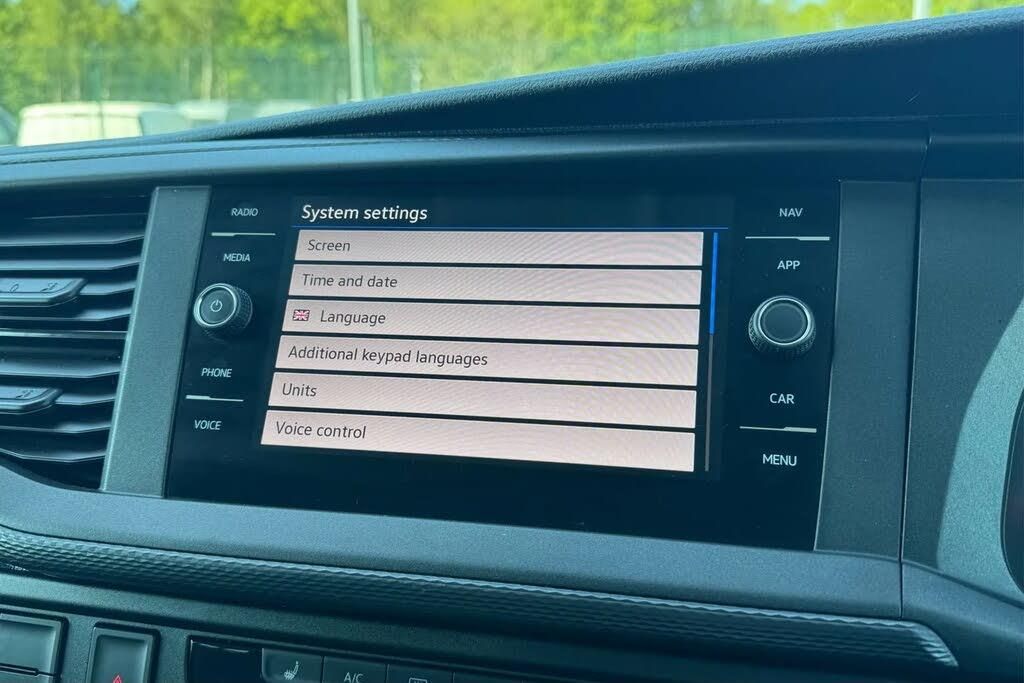 RADIO
MEDIA
PHONE
VOICE
System settings
Screen
Time and date
Language
Additional keypad languages
Units
Voice control
NAV
APP
CAR
MENU
A/C